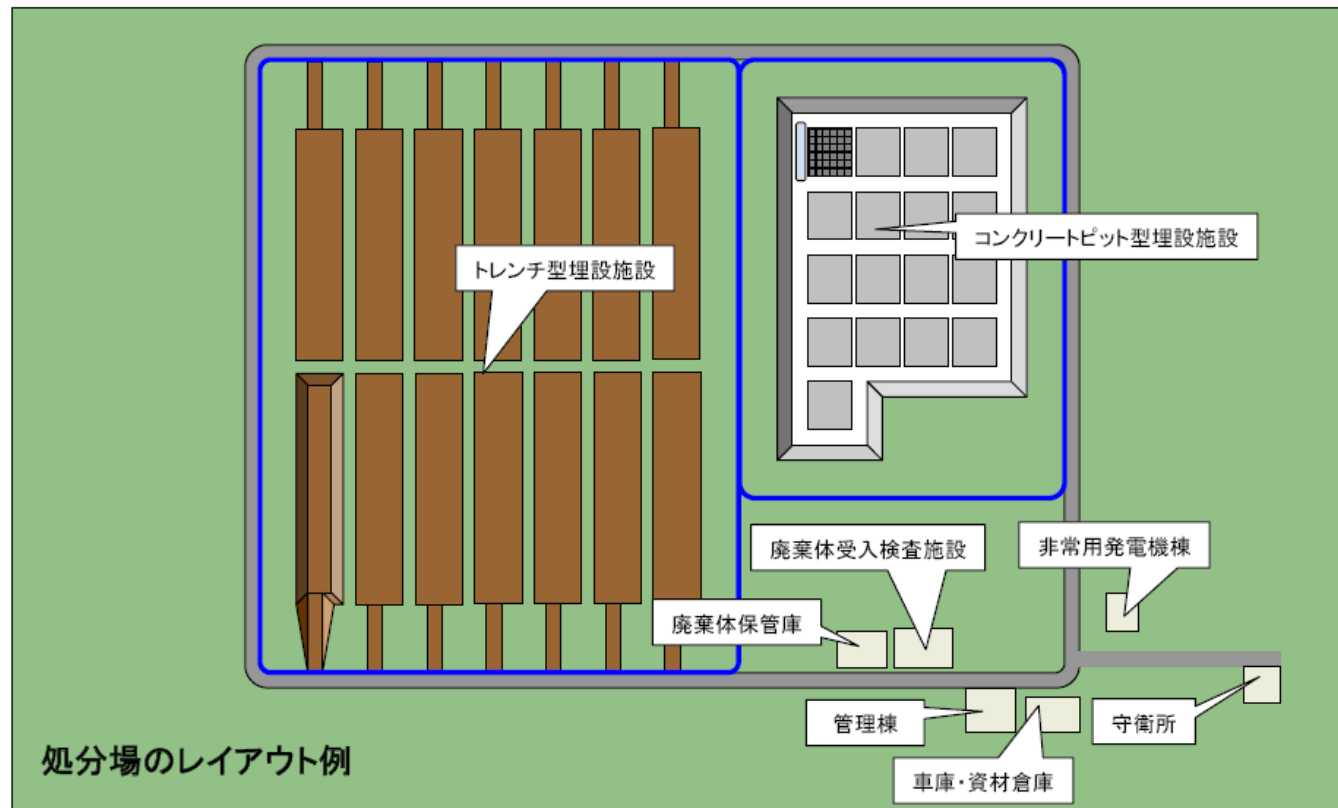 コンクリートピット型埋設施設
トレンチ型埋設施設
廃棄体受入検査施設
非常用発電機棟
廃棄体保管庫
管理棟
守衛所
車庫・資材倉庫
処分場のレイアウト例